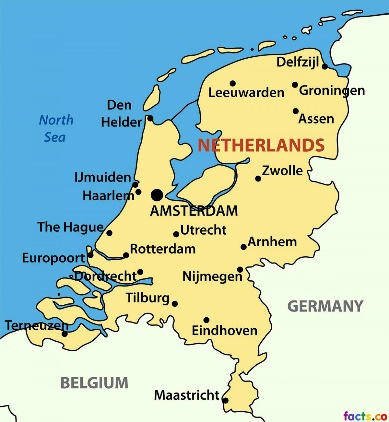 Delfzijl
Leeuwarden
Groningen
Den
Helder
Assen
North
Sea
NETHERLANDS
Zwolle
IJmuiden
Haarlem
AMSTERDAM
The Hague
Utrecht
Arnhem
Rotterdam
Europoort
Dordrecht
Nijmegen
Tilburg
GERMANY
Terneuzen
Eindhoven
BELGIUM
Maastricht
facts.co